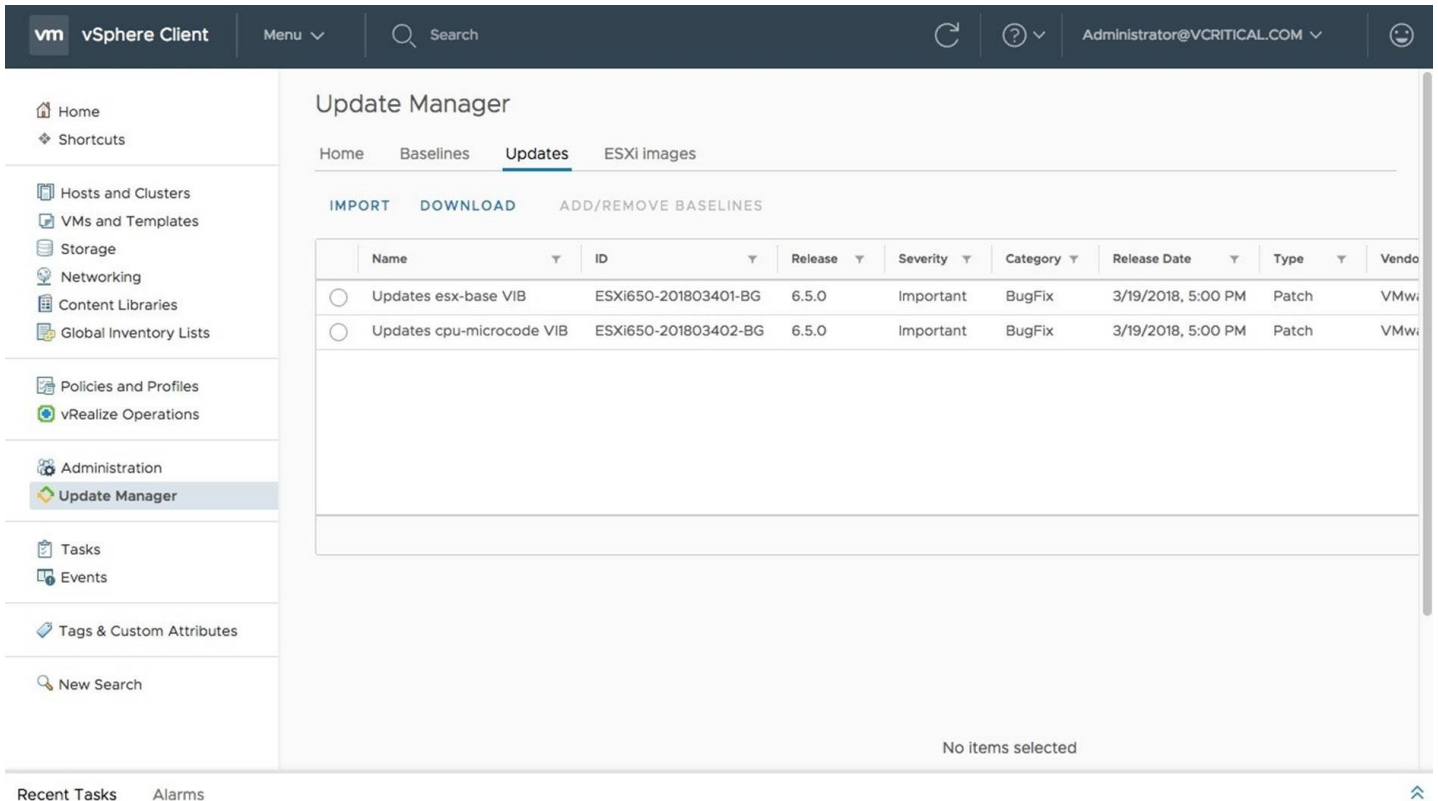 vm vSphere Client Menu Search Administrator@VCRITICAL.COM
Home
Shortcuts
Hosts and Clusters
VMs and Templates
Storage
Networking
Content Libraries
Global Inventory Lists
Policies and Profiles
vRealize Operations
Administration
Update Manager
Tasks
Events
Tags & Custom Attributes
New Search
Update Manager
Home Baselines Updates ESXi images
IMPORT DOWNLOAD ADD/REMOVE BASELINES
Name ID Release Severity Category Release Date Type Vendo
Updates esx-base VIB ESXi650-201803401-BG 6.5.0 Important BugFix 3/19/2018, 5:00 PM Patch VMwa
Updates cpu-microcode VIB ESXi650-201803402-BG 6.5.0 Important BugFix 3/19/2018, 5:00 PM Patch VMwa
No items selected
Recent Tasks Alarms